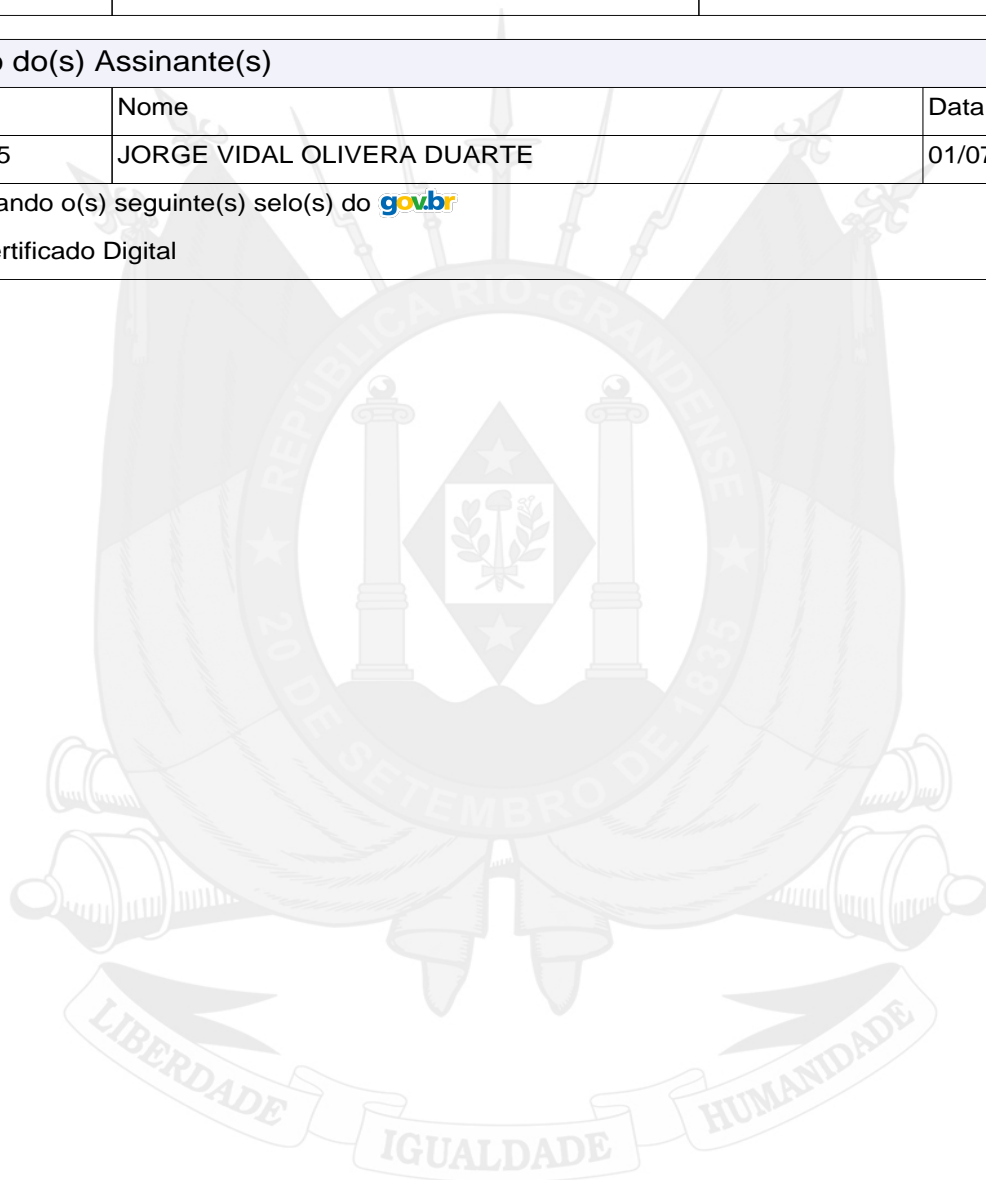 o do(s) Assinante(s)
Nome Data
5 JORGE VIDAL OLIVERA DUARTE 01/07
ando o(s) seguinte(s) selo(s) do gov.br
rtificado Digital
REPÚBLICA RIO-GRANDENSE
20 DE SETEMBRO DE 1835
LIBERDADE IGUALDADE HUMANIDADE